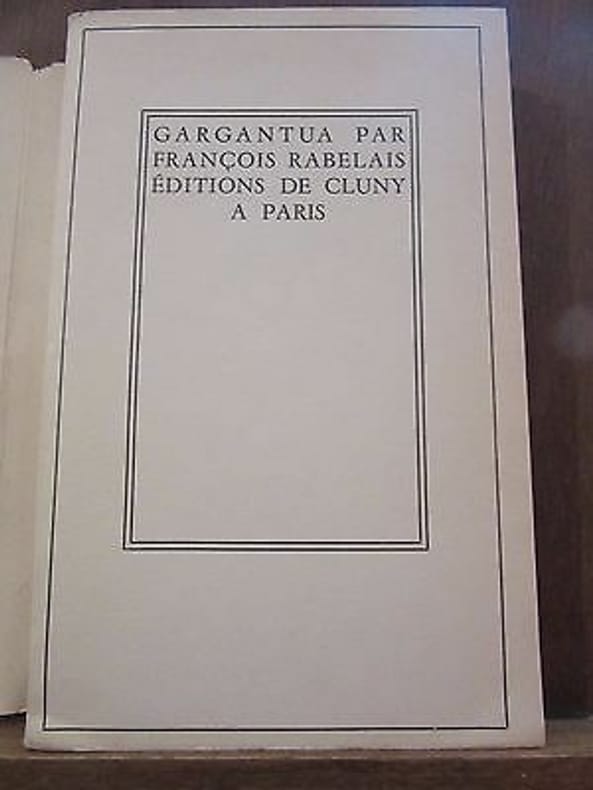 GARGANTUA PAR
FRANÇOIS RABELAIS
ÉDITIONS DE CLUNY
A PARIS